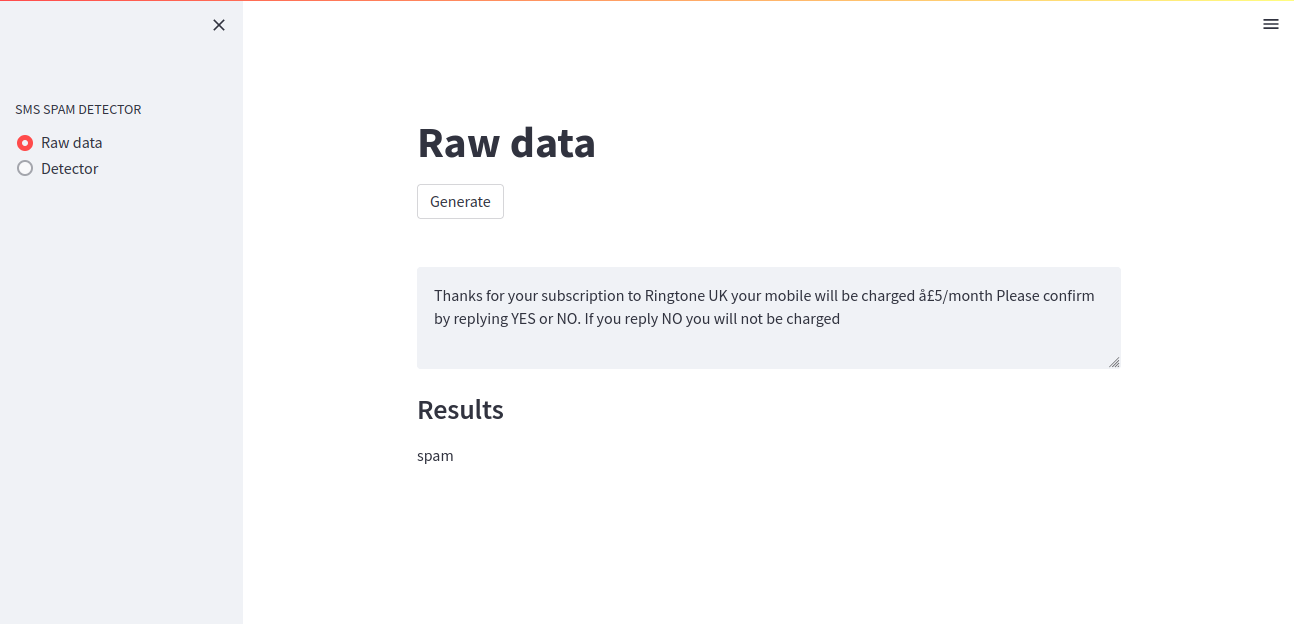 SMS SPAM DETECTOR
Raw data
Detector
Raw data
Generate
Thanks for your subscription to Ringtone UK your mobile will be charged å£5/month Please confirm
by replying YES or NO. If you reply NO you will not be charged
Results
spam